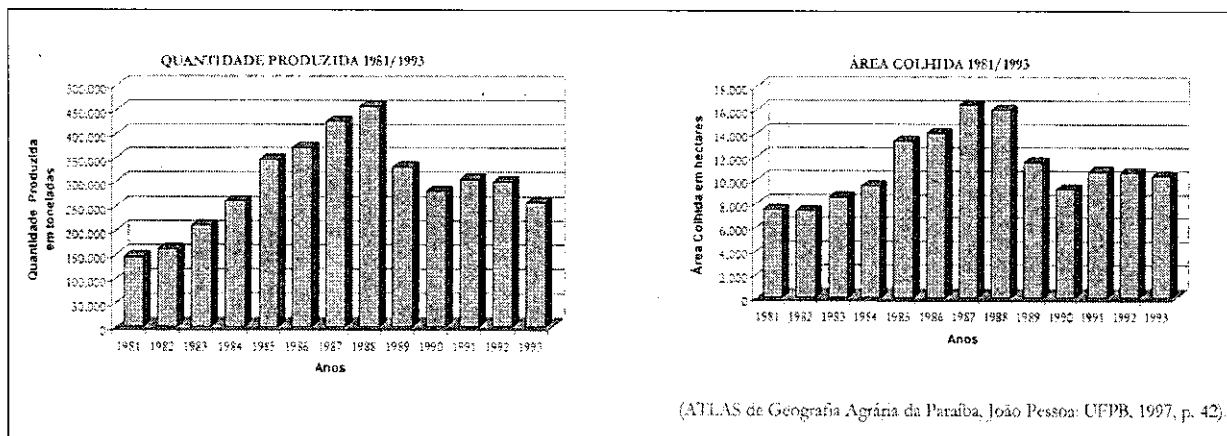 QUANTIDADE PRODUZIDA 1981/1993
Quantidade Produzida
em toneladas
500.000
450.000
400.000
350.000
300.000
250.000
200.000
150.000
100.000
50.000
0
1981 1982 1983 1984 1985 1986 1987 1988 1989 1990 1991 1992 1993
Anos
ÁREA COLHIDA 1981/1993
Área Colhida em hectares
18.000
16.000
14.000
12.000
10.000
8.000
6.000
4.000
2.000
0
1981 1982 1983 1984 1985 1986 1987 1988 1989 1990 1991 1992 1993
Anos
(ATLAS de Geografia Agrária da Paraíba, João Pessoa: UFPB, 1997, p. 42).